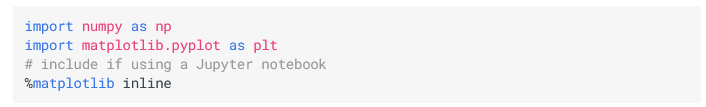 import numpy as np
import matplotlib.pyplot as plt
# include if using a Jupyter notebook
%matplotlib inline